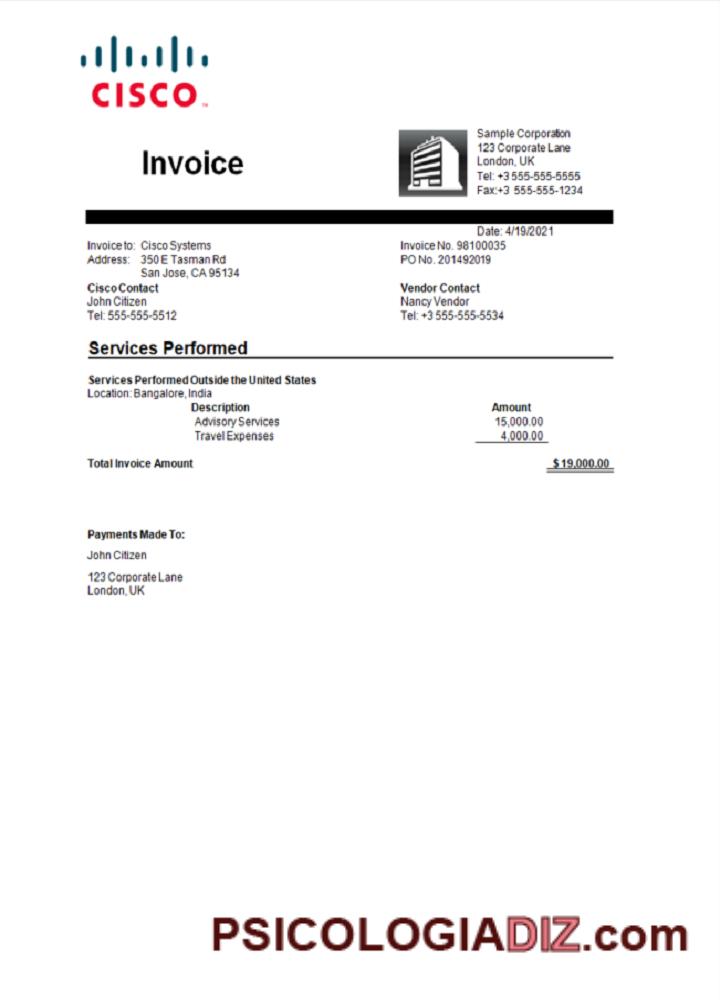 CISCO
Invoice
Sample Corporation
123 Corporate Lane
London, UK
Tel: +3 555-555-5555
Fax:+3 555-555-1234
Date: 4/19/2021
Invoice to: Cisco Systems
Invoice No. 98100035
Address: 350 E Tasman Rd
PO No. 201492019
San Jose, CA 95134
Cisco Contact
Vendor Contact
John Citizen
Nancy Vendor
Tel: 555-555-5512
Tel: +3 555-555-5534
Services Performed
Services Performed Outside the United States
Location: Bangalore, India
Description Amount
Advisory Services 15,000.00
Travel Expenses 4,000.00
Total Invoice Amount $ 19,000.00
Payments Made To:
John Citizen
123 Corporate Lane
London, UK
PSICOLOGIADIZ.com